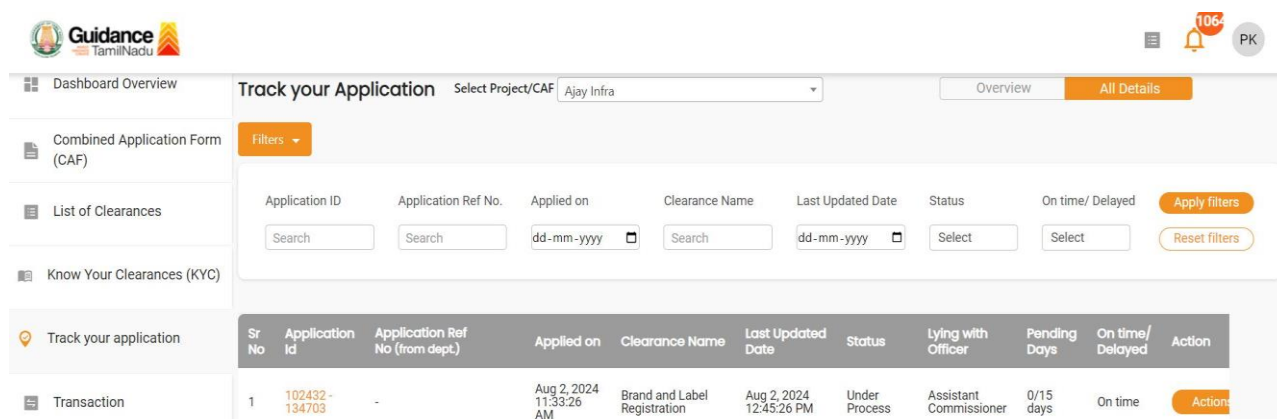 Guidance
TamilNadu
1064
PK
Dashboard Overview
Track your Application Select Project/CAF Ajay Infra
Overview All Details
Combined Application Form
(CAF)
Filters
List of Clearances
Application ID Application Ref No. Applied on Clearance Name Last Updated Date Status On time/ Delayed Apply filters
Search Search dd-mm-yyyy Search dd-mm-yyyy Select Select Reset filters
Know Your Clearances (KYC)
Track your application
Sr
No
Application
Id
Application Ref
No (from dept.)
Applied on
Clearance Name
Last Updated
Date
Status
Lying with
Officer
Pending
Days
On time/
Delayed
Action
Transaction
1
102432 -
134703
-
Aug 2, 2024
11:33:26
AM
Brand and Label
Registration
Aug 2, 2024
12:45:26 PM
Under
Process
Assistant
Commissioner
0/15
days
On time
Actions